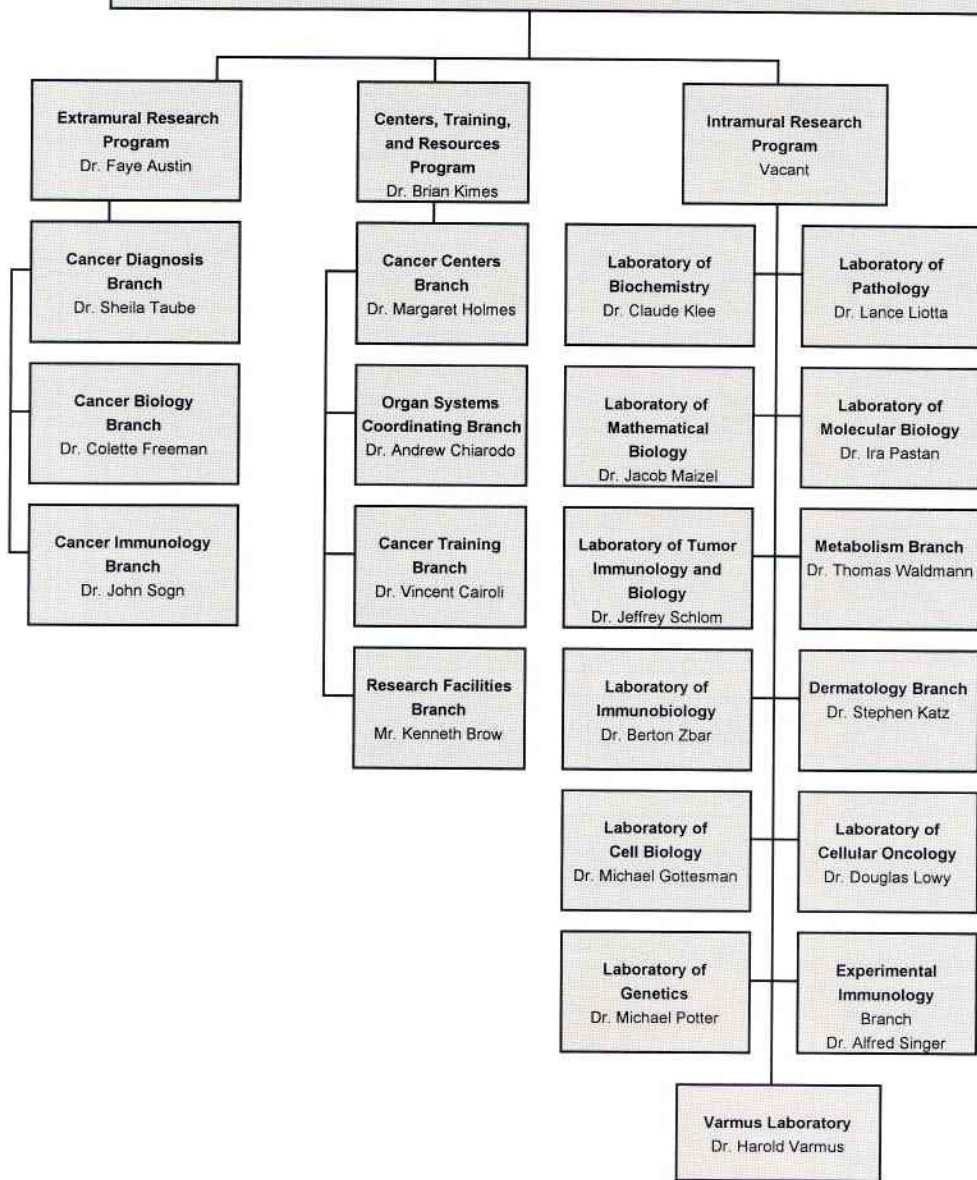 Extramural Research
Program
Dr. Faye Austin
Centers, Training,
and Resources
Program
Dr. Brian Kimes
Intramural Research
Program
Vacant
Cancer Diagnosis
Branch
Dr. Sheila Taube
Cancer Biology
Branch
Dr. Colette Freeman
Cancer Immunology
Branch
Dr. John Sogn
Cancer Centers
Branch
Dr. Margaret Holmes
Organ Systems
Coordinating Branch
Dr. Andrew Chiarodo
Cancer Training
Branch
Dr. Vincent Cairoli
Research Facilities
Branch
Mr. Kenneth Brow
Laboratory of
Biochemistry
Dr. Claude Klee
Laboratory of
Pathology
Dr. Lance Liotta
Laboratory of
Mathematical
Biology
Dr. Jacob Maizel
Laboratory of
Molecular Biology
Dr. Ira Pastan
Laboratory of Tumor
Immunology and
Biology
Dr. Jeffrey Schlom
Metabolism Branch
Dr. Thomas Waldmann
Laboratory of
Immunobiology
Dr. Berton Zbar
Dermatology Branch
Dr. Stephen Katz
Laboratory of
Cell Biology
Dr. Michael Gottesman
Laboratory of
Cellular Oncology
Dr. Douglas Lowy
Laboratory of
Genetics
Dr. Michael Potter
Experimental
Immunology
Branch
Dr. Alfred Singer
Varmus Laboratory
Dr. Harold Varmus